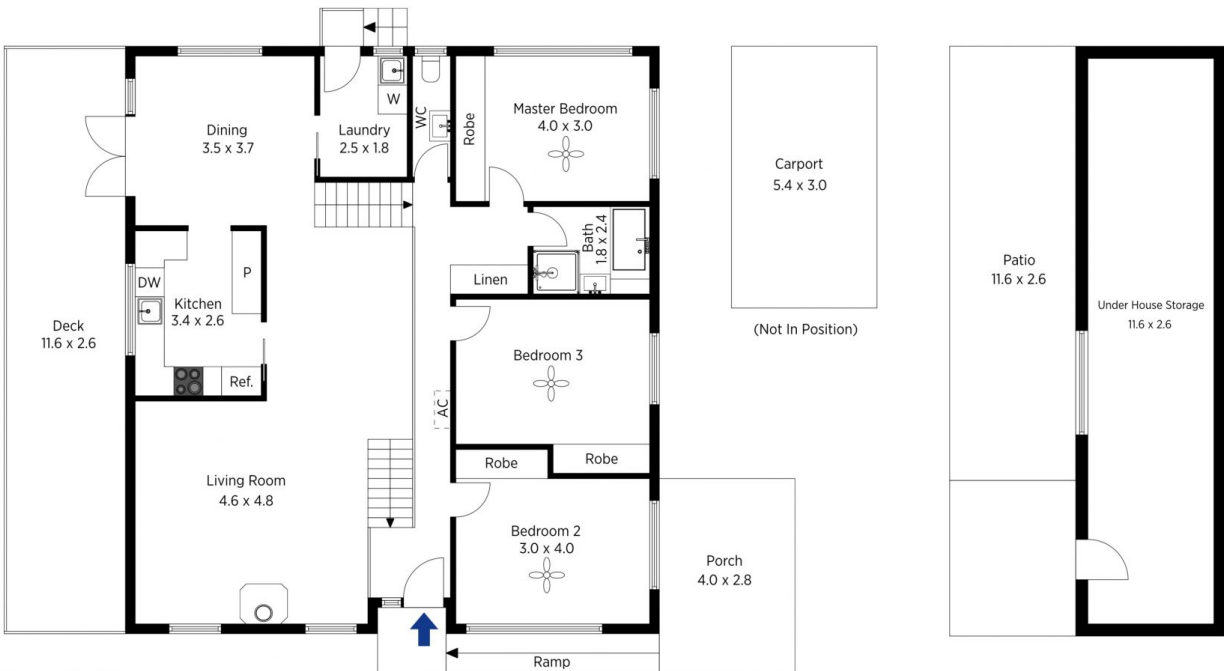 Dining
3.5 x 3.7
Laundry
2.5 x 1.8
W
WC
Robe
Master Bedroom
4.0 x 3.0
Carport
5.4 x 3.0
(Not In Position)
Bath
1.8 x 2.4
Linen
DW
P
Kitchen
3.4 x 2.6
Ref.
Deck
11.6 x 2.6
Bedroom 3
AC
Robe
Robe
Living Room
4.6 x 4.8
Bedroom 2
3.0 x 4.0
Porch
4.0 x 2.8
Ramp
Patio
11.6 x 2.6
Under House Storage
11.6 x 2.6